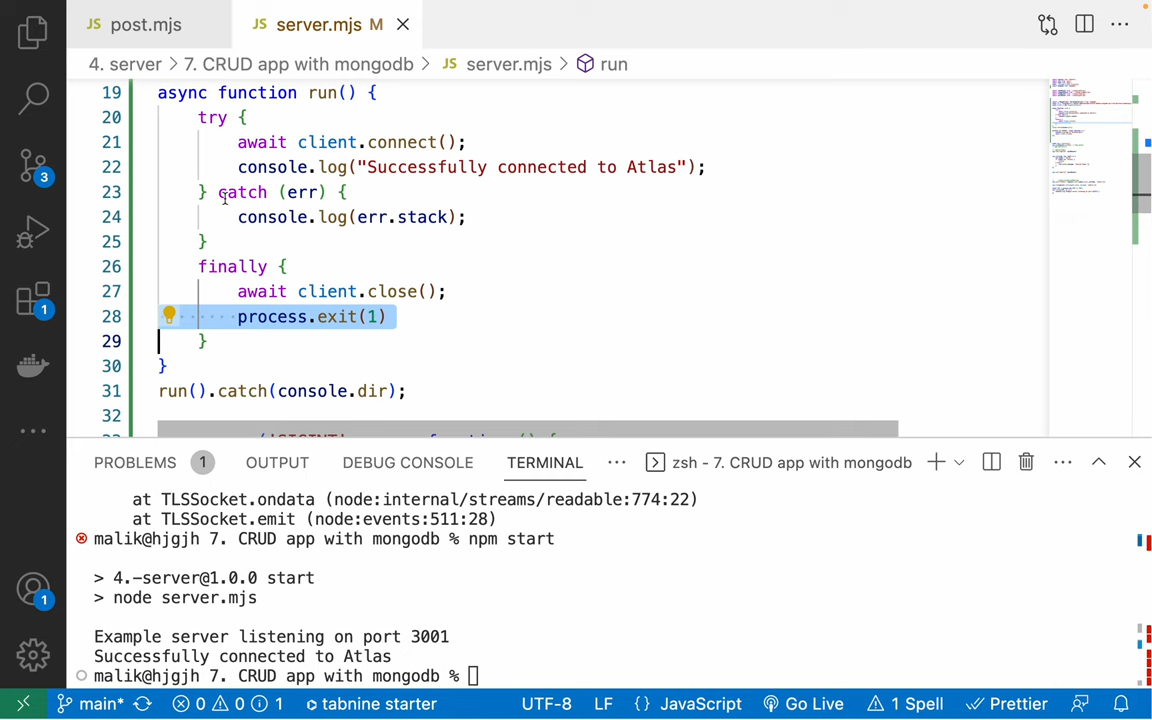 JS post.mjs
JS server.mjs M
4. server > 7. CRUD app with mongodb > JS server.mjs > run
19 async function run() {
20 try {
21 await client.connect();
22 console.log("Successfully connected to Atlas");
23 } catch (err) {
24 console.log(err.stack);
25 }
26 finally {
27 await client.close();
28 process.exit(1)
29 }
30 }
31 run().catch(console.dir);
32
3
1
1
PROBLEMS 1 OUTPUT DEBUG CONSOLE TERMINAL ··· zsh - 7. CRUD app with mongodb
at TLSSocket.ondata (node:internal/streams/readable:774:22)
at TLSSocket.emit (node:events:511:28)
malik@hjgjh 7. CRUD app with mongodb % npm start
> 4.-server@1.0.0 start
> node server.mjs
Example server listening on port 3001
Successfully connected to Atlas
malik@hjgjh 7. CRUD app with mongodb %
main* 0 0 1 tabnine starter UTF-8 LF {} JavaScript Go Live 1 Spell Prettier